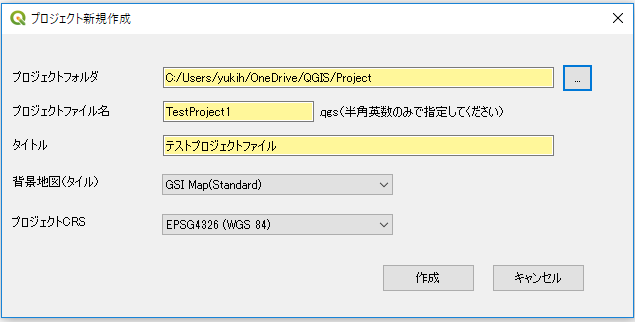 プロジェクト新規作成
プロジェクトフォルダ C:/Users/yukih/OneDrive/QGIS/Project ...
プロジェクトファイル名 TestProject1 .qgs(半角英数のみで指定してください)
タイトル テストプロジェクトファイル
背景地図(タイル) GSI Map(Standard)
プロジェクトCRS EPSG4326 (WGS 84)
作成 キャンセル